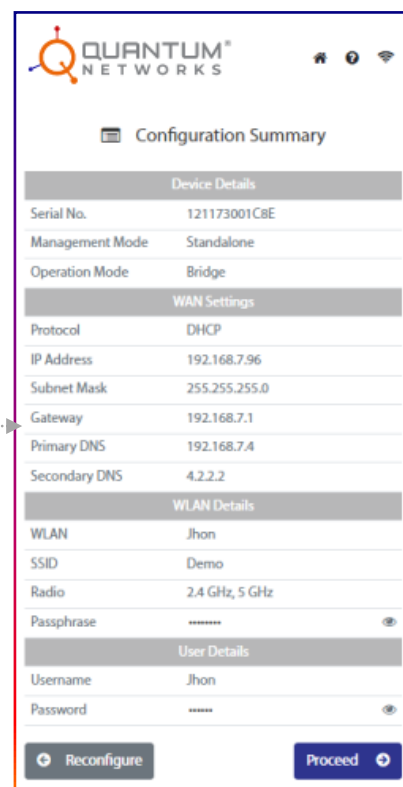 QUANTUM®
NETWORKS
Configuration Summary
Device Details
Serial No. 121173001C8E
Management Mode Standalone
Operation Mode Bridge
WAN Settings
Protocol DHCP
IP Address 192.168.7.96
Subnet Mask 255.255.255.0
Gateway 192.168.7.1
Primary DNS 192.168.7.4
Secondary DNS 4.2.2.2
WLAN Details
WLAN Jhon
SSID Demo
Radio 2.4 GHz, 5 GHz
Passphrase ••••••••
User Details
Username Jhon
Password ••••••
Reconfigure Proceed